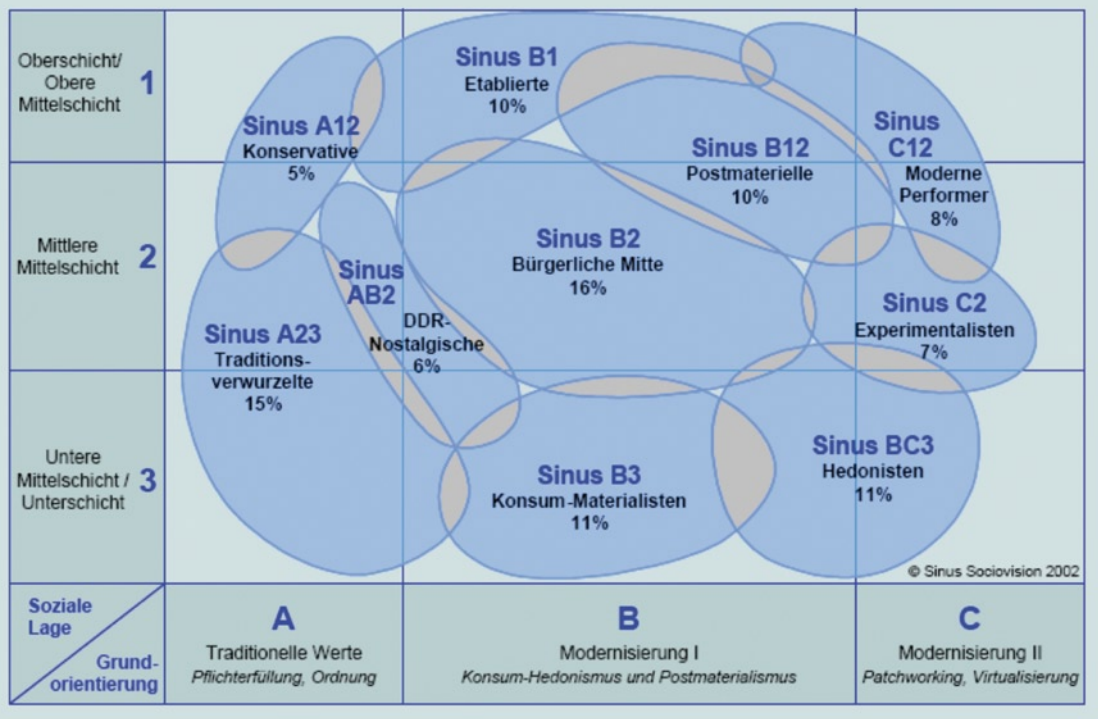 Oberschicht/
Obere
Mittelschicht
1
Sinus B1
Etablierte
10%
Sinus A12
Konservative
5%
Sinus
C12
Moderne
Performer
8%
Sinus B12
Postmaterielle
10%
Mittlere
Mittelschicht
2
Sinus B2
Bürgerliche Mitte
16%
Sinus
AB2
DDR-
Nostalgische
6%
Sinus A23
Traditions-
verwurzelte
15%
Sinus C2
Experimentalisten
7%
Untere
Mittelschicht /
Unterschicht
3
Sinus B3
Konsum-Materialisten
11%
Sinus BC3
Hedonisten
11%
© Sinus Sociovision 2002
Soziale
Lage
Grund-
orientierung
A
Traditionelle Werte
Pflichterfüllung, Ordnung
B
Modernisierung I
Konsum-Hedonismus und Postmaterialismus
C
Modernisierung II
Patchworking, Virtualisierung